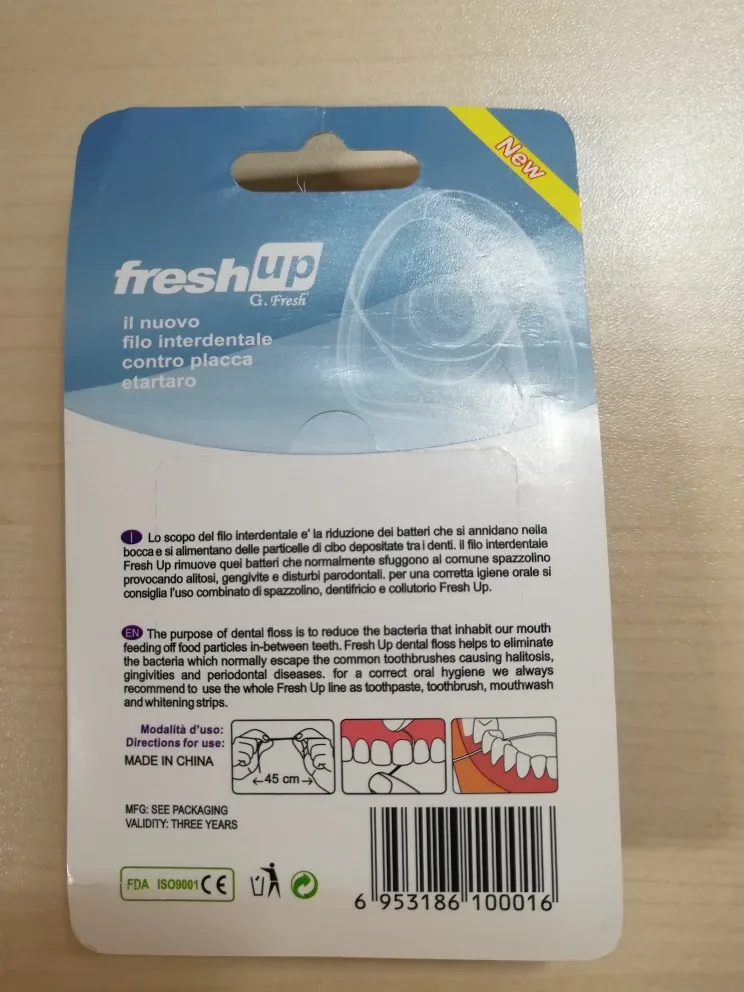 New
fresh up
G. Fresh
il nuovo
filo interdentale
contro placca
etartaro
I Lo scopo del filo interdentale e' la riduzione dei batteri che si annidano nella
bocca e si alimentano delle particelle di cibo depositate tra i denti. il filo interdentale
Fresh Up rimuove quei batteri che normalmente sfuggono al comune spazzolino
provocando alitosi, gengivite e disturbi parodontali. per una corretta igiene orale si
consiglia l'uso combinato di spazzolino, dentifricio e collutorio Fresh Up.
EN The purpose of dental floss is to reduce the bacteria that inhabit our mouth
feeding off food particles in-between teeth. Fresh Up dental floss helps to eliminate
the bacteria which normally escape the common toothbrushes causing halitosis,
gingivities and periodontal diseases. for a correct oral hygiene we always
recommend to use the whole Fresh Up line as toothpaste, toothbrush, mouthwash
and whitening strips.
Modalità d'uso:
Directions for use:
MADE IN CHINA
45 cm
MFG: SEE PACKAGING
VALIDITY: THREE YEARS
FDA ISO9001 CE
6 953186 100016